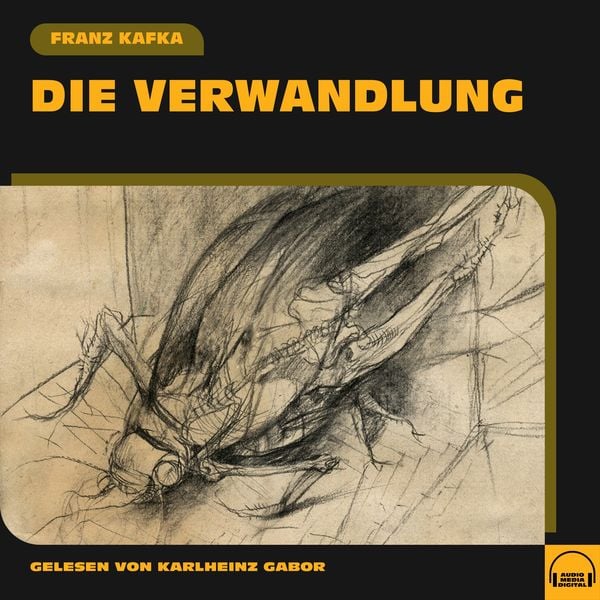 FRANZ KAFKA
DIE VERWANDLUNG
GELESEN VON KARLHEINZ GABOR
AUDIO
MEDIA
DIGITAL